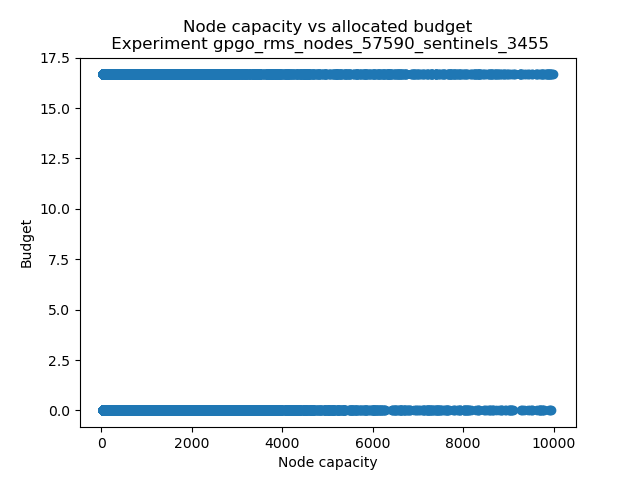 Node capacity vs allocated budget
Experiment gpgo_rms_nodes_57590_sentinels_3455
17.5
15.0
12.5
10.0
7.5
5.0
2.5
0.0
Budget
0 2000 4000 6000 8000 10000
Node capacity